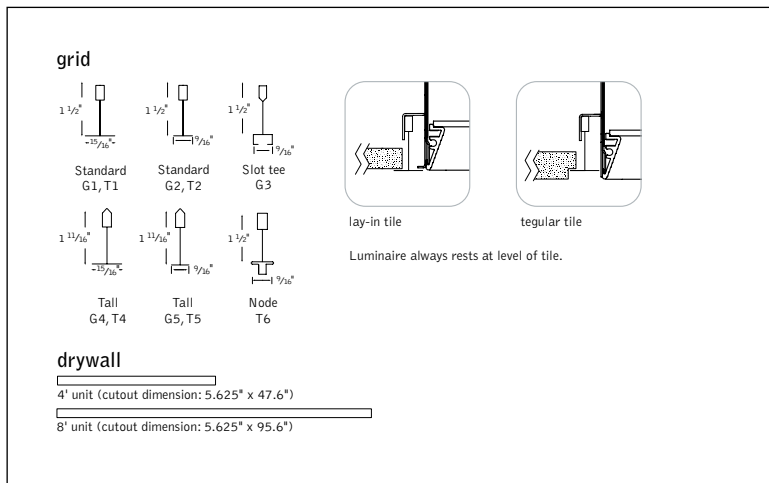 grid
1 1/2"
15/16"
Standard
G1, T1
1 1/2"
9/16"
Standard
G2, T2
1 1/2"
9/16"
Slot tee
G3
1 11/16"
15/16"
Tall
G4, T4
1 11/16"
9/16"
Tall
G5, T5
1 1/2"
9/16"
Node
T6
lay-in tile
tegular tile
Luminaire always rests at level of tile.
drywall
4' unit (cutout dimension: 5.625" x 47.6")
8' unit (cutout dimension: 5.625" x 95.6")